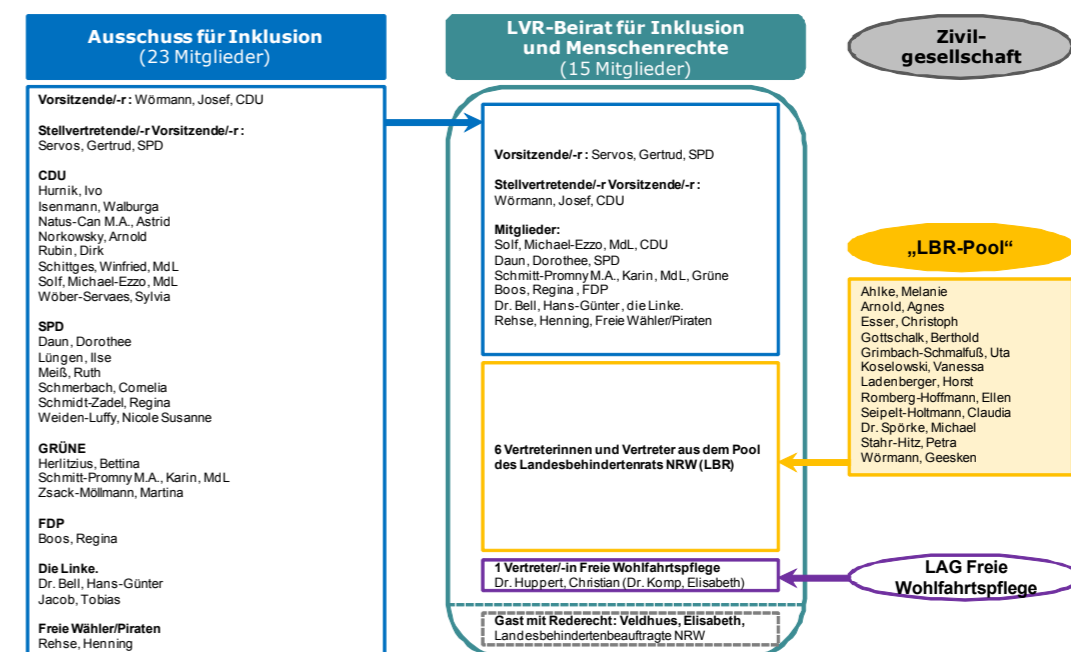 Ausschuss für Inklusion
(23 Mitglieder)
Vorsitzende/-r: Wörmann, Josef, CDU
Stellvertretende/-r Vorsitzende/-r:
Servos, Gertrud, SPD
CDU
Hurnik, Ivo
Isenmann, Walburga
Natus-Can M.A., Astrid
Norkowsky, Arnold
Rubin, Dirk
Schittges, Winfried, MdL
Solf, Michael-Ezzo, MdL
Wöber-Servaes, Sylvia
SPD
Daun, Dorothee
Lüngen, Ilse
Meiß, Ruth
Schmerbach, Cornelia
Schmidt-Zadel, Regina
Weiden-Luffy, Nicole Susanne
GRÜNE
Herlitzius, Bettina
Schmitt-Promny M.A., Karin, MdL
Zsack-Möllmann, Martina
FDP
Boos, Regina
Die Linke.
Dr. Bell, Hans-Günter
Jacob, Tobias
Freie Wähler/Piraten
Rehse, Henning
LVR-Beirat für Inklusion
und Menschenrechte
(15 Mitglieder)
Vorsitzende/-r: Servos, Gertrud, SPD
Stellvertretende/-r Vorsitzende/-r:
Wörmann, Josef, CDU
Mitglieder:
Solf, Michael-Ezzo, MdL, CDU
Daun, Dorothee, SPD
Schmitt-Promny M.A., Karin, MdL, Grüne
Boos, Regina , FDP
Dr. Bell, Hans-Günter , die Linke.
Rehse, Henning, Freie Wähler/Piraten
6 Vertreterinnen und Vertreter aus dem Pool
des Landesbehindertenrats NRW (LBR)
1 Vertreter/-in Freie Wohlfahrtspflege
Dr. Huppert, Christian (Dr. Komp, Elisabeth)
Gast mit Rederecht: Veldhues, Elisabeth,
Landesbehindertenbeauftragte NRW
Zivil-
gesellschaft
„LBR-Pool“
Ahlke, Melanie
Arnold, Agnes
Esser, Christoph
Gottschalk, Berthold
Grimbach-Schmalfuß, Uta
Koselowski, Vanessa
Ladenberger, Horst
Romberg-Hoffmann, Ellen
Seipelt-Holtmann, Claudia
Dr. Spörke, Michael
Stahr-Hitz, Petra
Wörmann, Geesken
LAG Freie
Wohlfahrtspflege